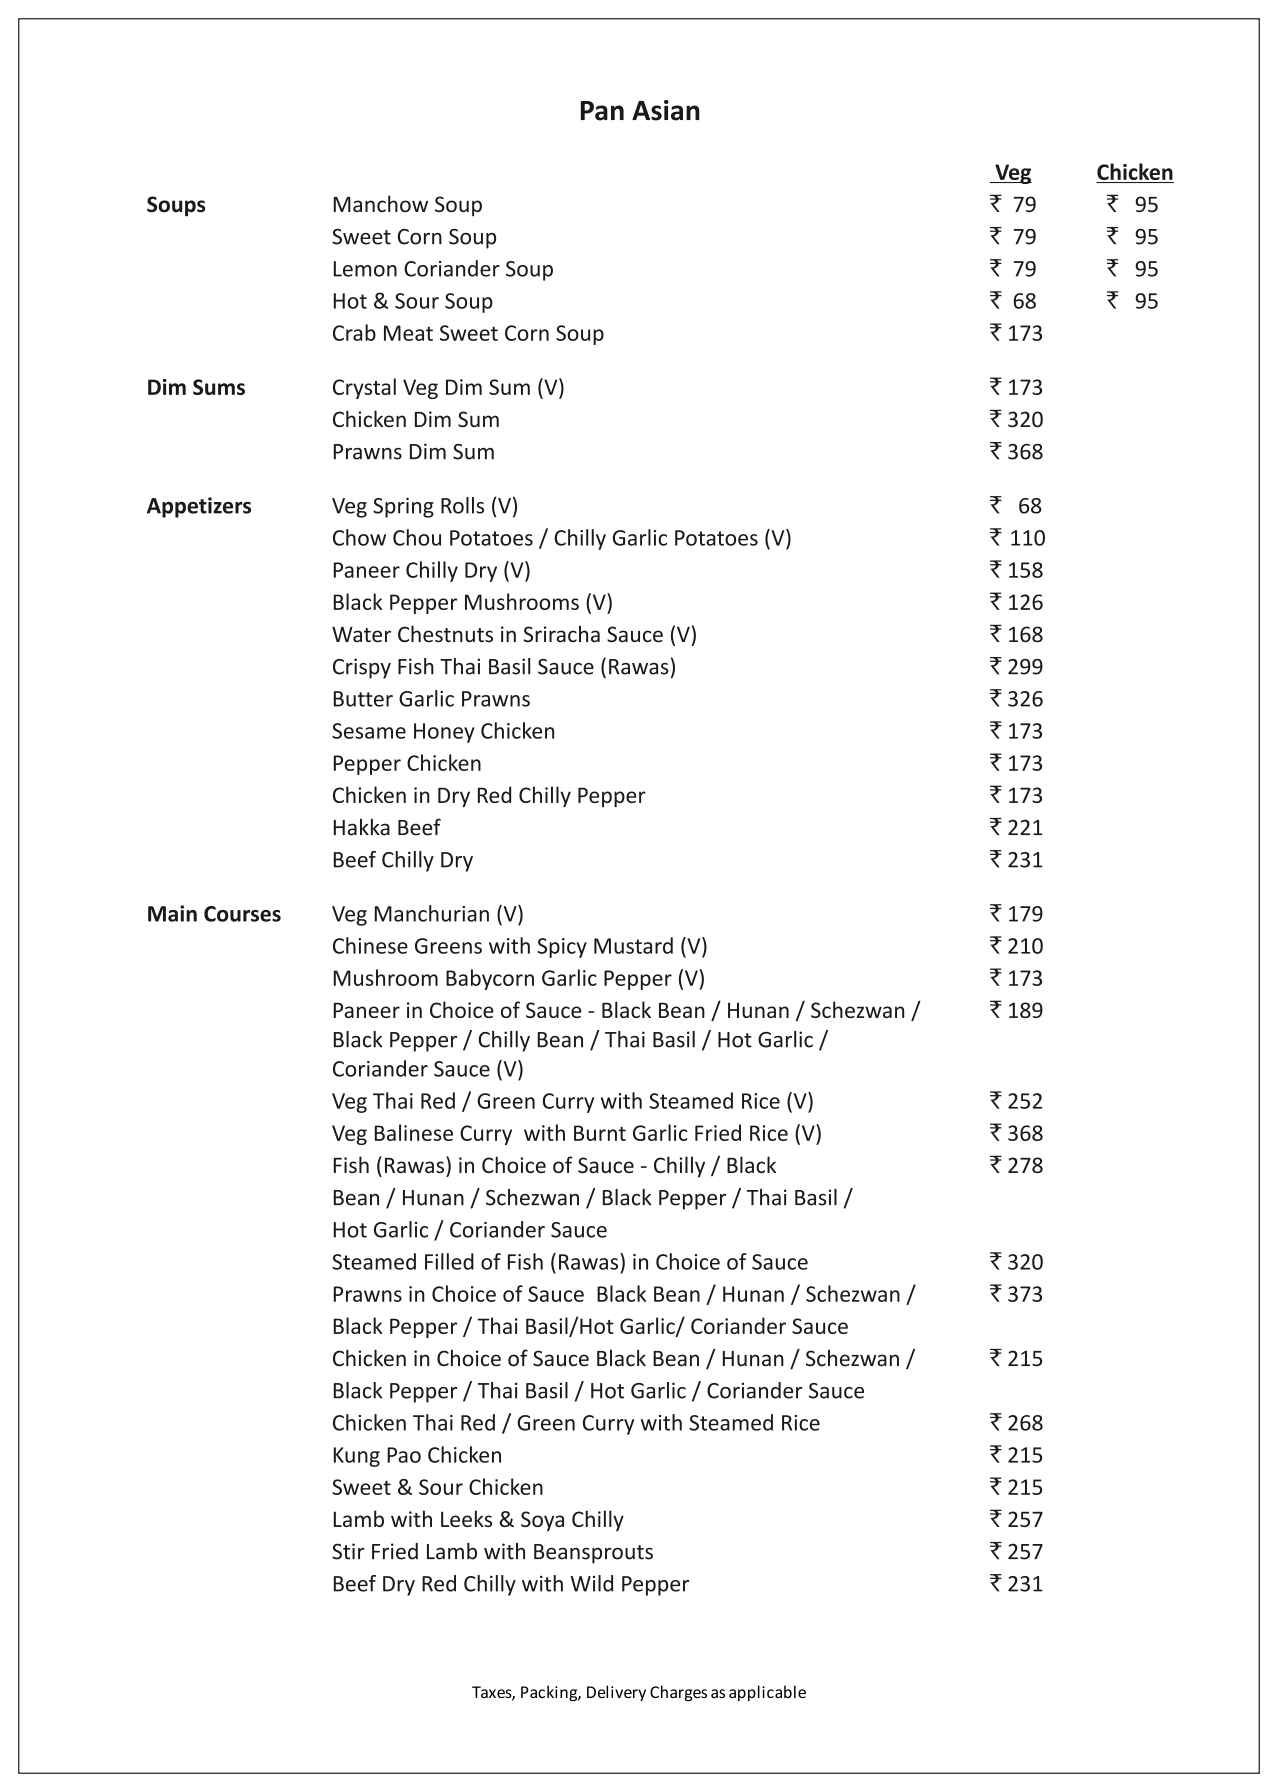 Pan Asian
Veg Chicken
Soups Manchow Soup ₹ 79 ₹ 95
Sweet Corn Soup ₹ 79 ₹ 95
Lemon Coriander Soup ₹ 79 ₹ 95
Hot & Sour Soup ₹ 68 ₹ 95
Crab Meat Sweet Corn Soup ₹ 173
Dim Sums Crystal Veg Dim Sum (V) ₹ 173
Chicken Dim Sum ₹ 320
Prawns Dim Sum ₹ 368
Appetizers Veg Spring Rolls (V) ₹ 68
Chow Chou Potatoes / Chilly Garlic Potatoes (V) ₹ 110
Paneer Chilly Dry (V) ₹ 158
Black Pepper Mushrooms (V) ₹ 126
Water Chestnuts in Sriracha Sauce (V) ₹ 168
Crispy Fish Thai Basil Sauce (Rawas) ₹ 299
Butter Garlic Prawns ₹ 326
Sesame Honey Chicken ₹ 173
Pepper Chicken ₹ 173
Chicken in Dry Red Chilly Pepper ₹ 173
Hakka Beef ₹ 221
Beef Chilly Dry ₹ 231
Main Courses Veg Manchurian (V) ₹ 179
Chinese Greens with Spicy Mustard (V) ₹ 210
Mushroom Babycorn Garlic Pepper (V) ₹ 173
Paneer in Choice of Sauce - Black Bean / Hunan / Schezwan / ₹ 189
Black Pepper / Chilly Bean / Thai Basil / Hot Garlic /
Coriander Sauce (V)
Veg Thai Red / Green Curry with Steamed Rice (V) ₹ 252
Veg Balinese Curry with Burnt Garlic Fried Rice (V) ₹ 368
Fish (Rawas) in Choice of Sauce - Chilly / Black ₹ 278
Bean / Hunan / Schezwan / Black Pepper / Thai Basil /
Hot Garlic / Coriander Sauce
Steamed Filled of Fish (Rawas) in Choice of Sauce ₹ 320
Prawns in Choice of Sauce Black Bean / Hunan / Schezwan / ₹ 373
Black Pepper / Thai Basil/Hot Garlic/ Coriander Sauce
Chicken in Choice of Sauce Black Bean / Hunan / Schezwan / ₹ 215
Black Pepper / Thai Basil / Hot Garlic / Coriander Sauce
Chicken Thai Red / Green Curry with Steamed Rice ₹ 268
Kung Pao Chicken ₹ 215
Sweet & Sour Chicken ₹ 215
Lamb with Leeks & Soya Chilly ₹ 257
Stir Fried Lamb with Beansprouts ₹ 257
Beef Dry Red Chilly with Wild Pepper ₹ 231
Taxes, Packing, Delivery Charges as applicable